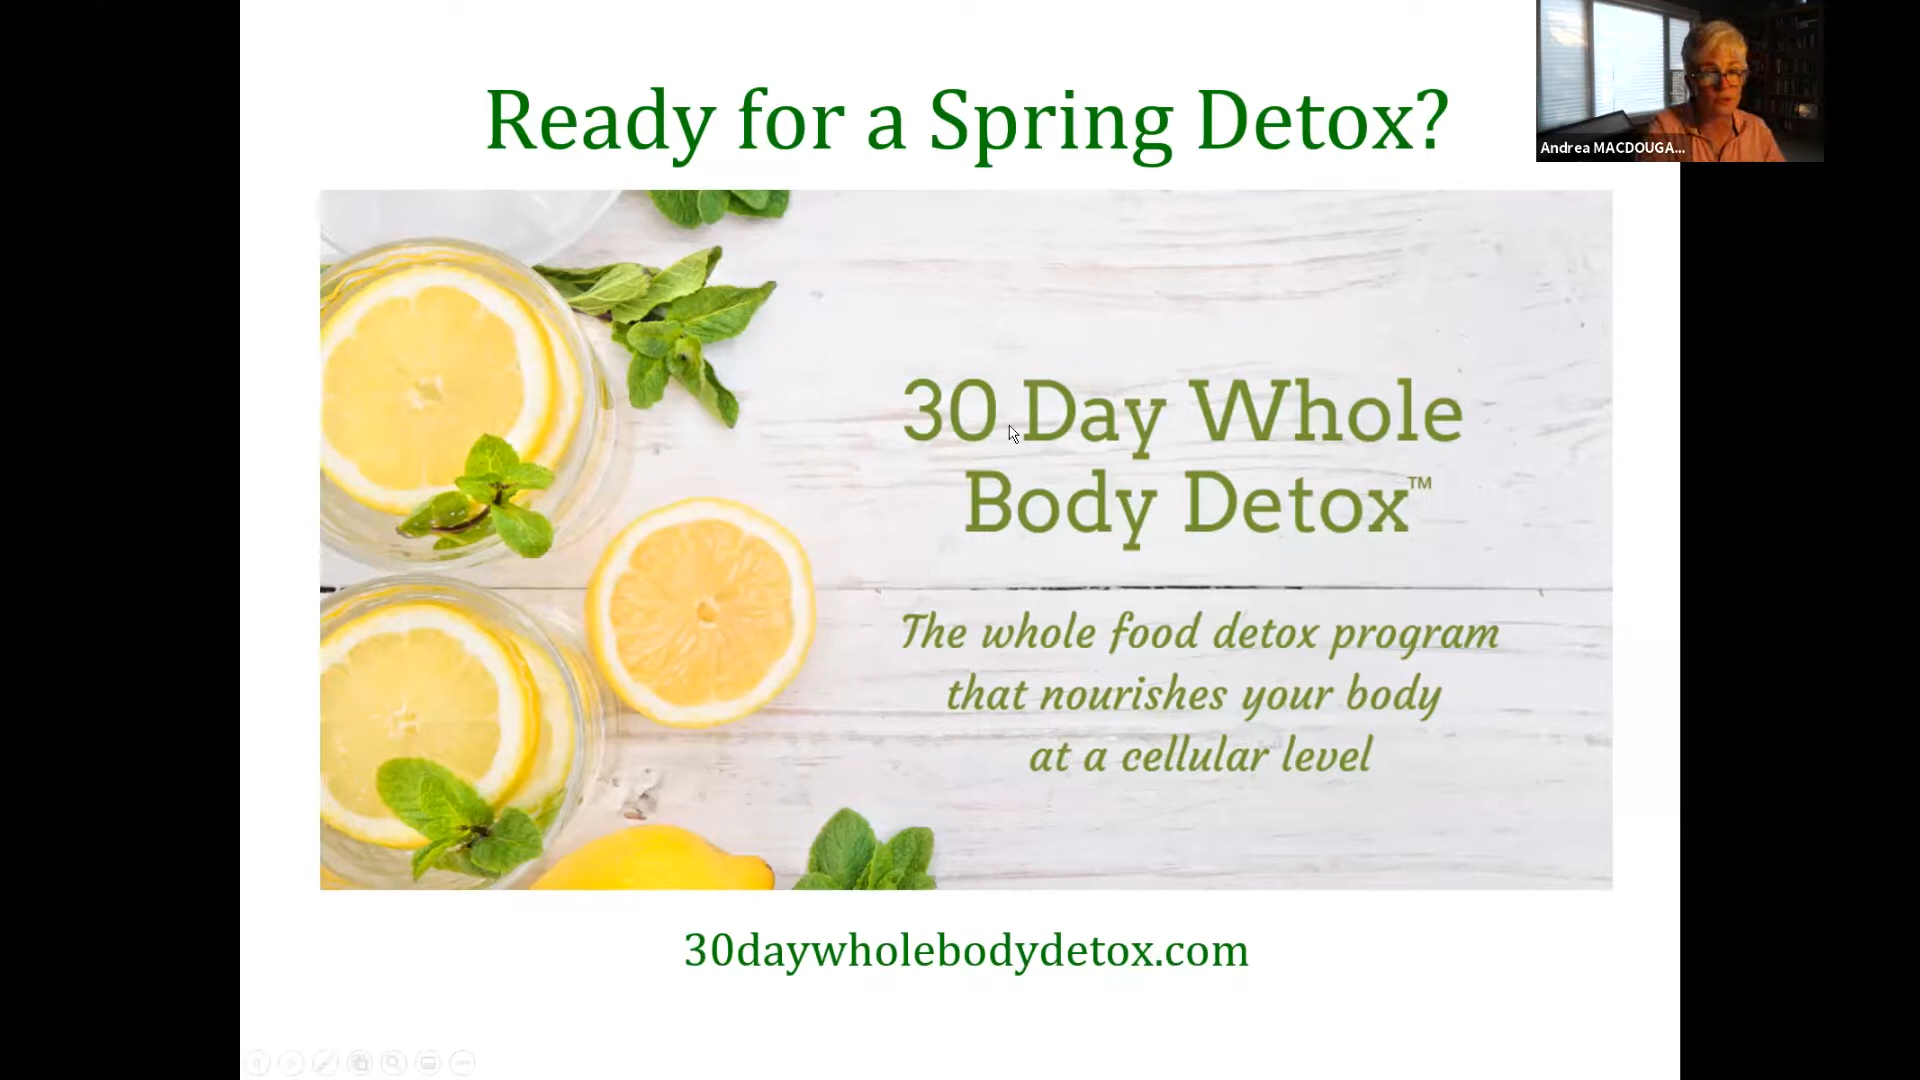 Ready for a Spring Detox?
Andrea MACDOUGA...
30 Day Whole
Body Detox™
The whole food detox program
that nourishes your body
at a cellular level
30daywholebodydetox.com